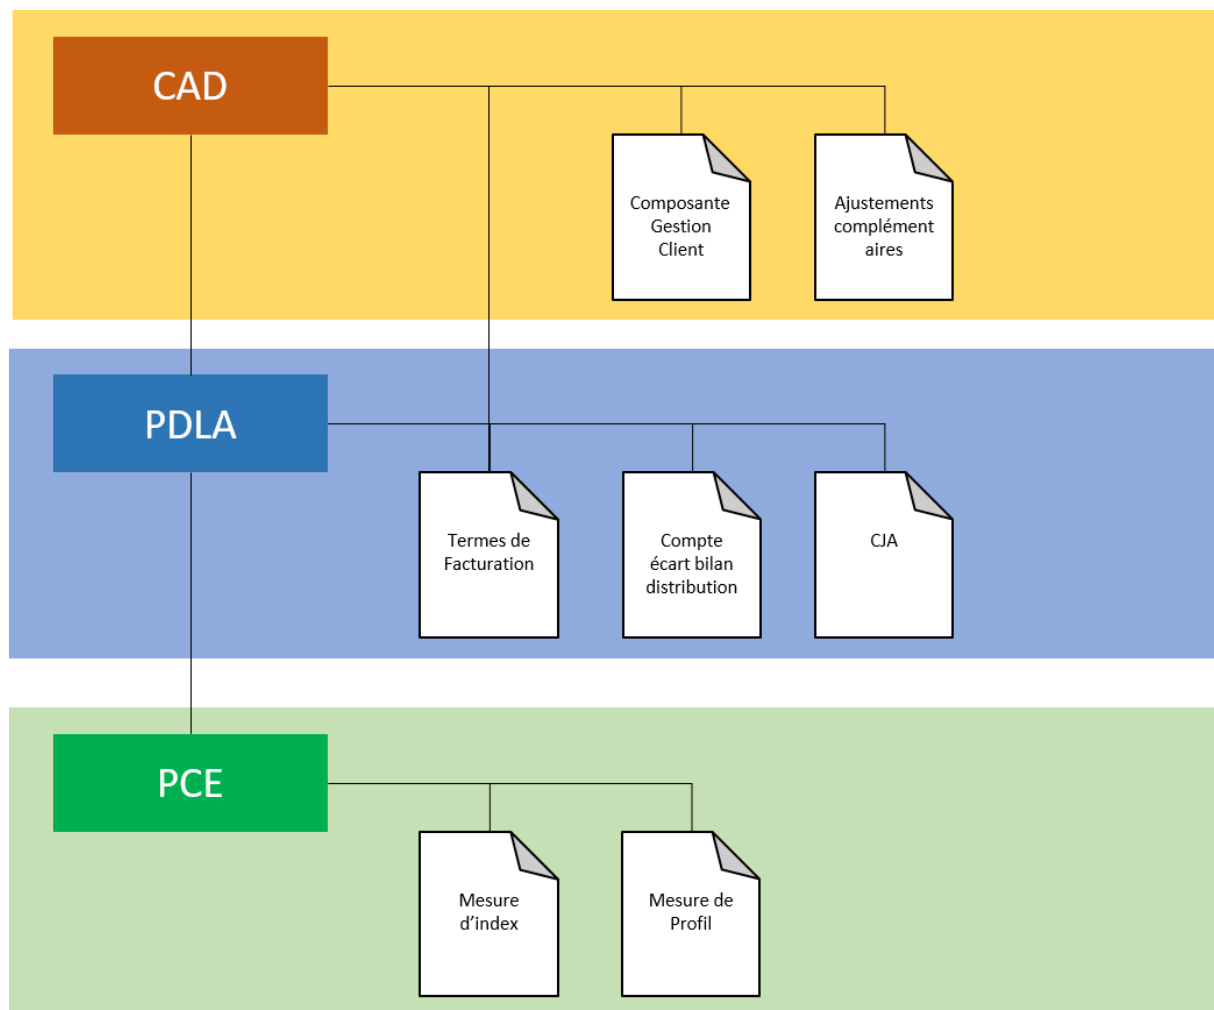 CAD
Composante
Gestion
Client
Ajustements
complément
aires
PDLA
Termes de
Facturation
Compte
écart bilan
distribution
CJA
PCE
Mesure
d’index
Mesure de
Profil